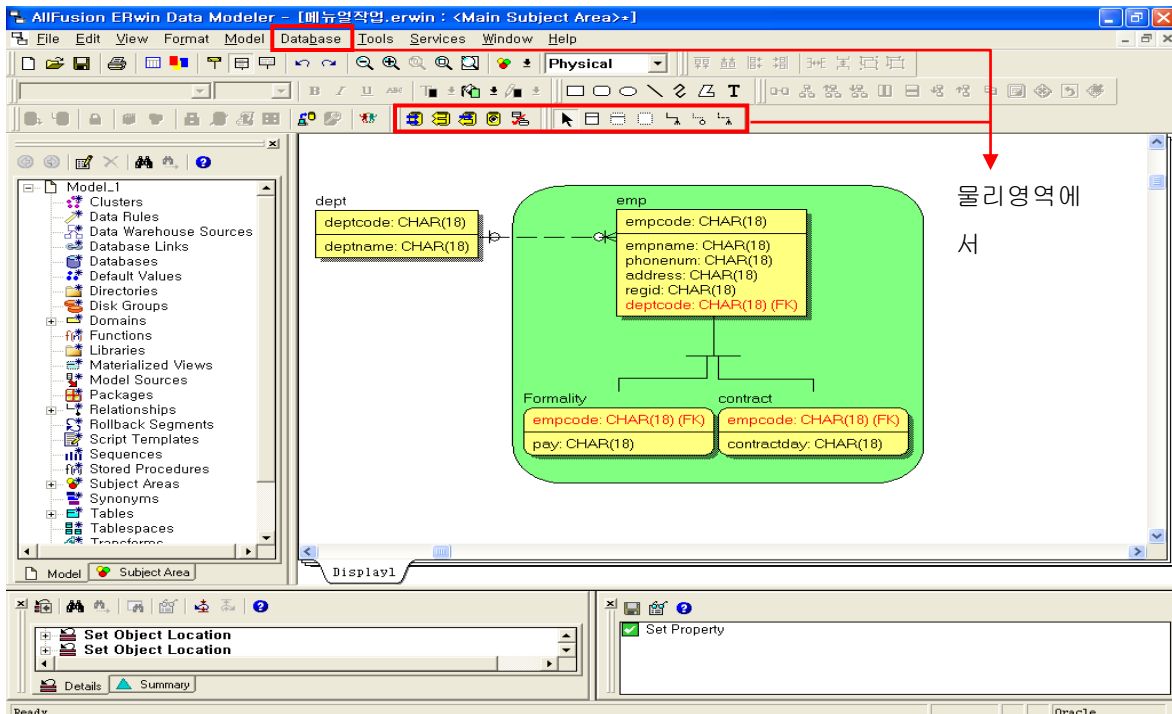 AllFusion ERwin Data Modeler - [메뉴얼작업.erwin : <Main Subject Area>*]
File Edit View Format Model Database Tools Services Window Help
Physical
B I U ABC
T
Model_1
Clusters
Data Rules
Data Warehouse Sources
Database Links
Databases
Default Values
Directories
Disk Groups
Domains
Functions
Libraries
Materialized Views
Model Sources
Packages
Relationships
Rollback Segments
Script Templates
Sequences
Stored Procedures
Subject Areas
Synonyms
Tables
Tablespaces
Transforms
Model Subject Area
dept
deptcode: CHAR(18)
deptname: CHAR(18)
emp
empcode: CHAR(18)
empname: CHAR(18)
phonenum: CHAR(18)
address: CHAR(18)
regid: CHAR(18)
deptcode: CHAR(18) (FK)
Formality
empcode: CHAR(18) (FK)
pay: CHAR(18)
contract
empcode: CHAR(18) (FK)
contractday: CHAR(18)
물리영역에
서
Display1
Set Object Location
Set Object Location
Details Summary
Set Property
Ready
Oracle